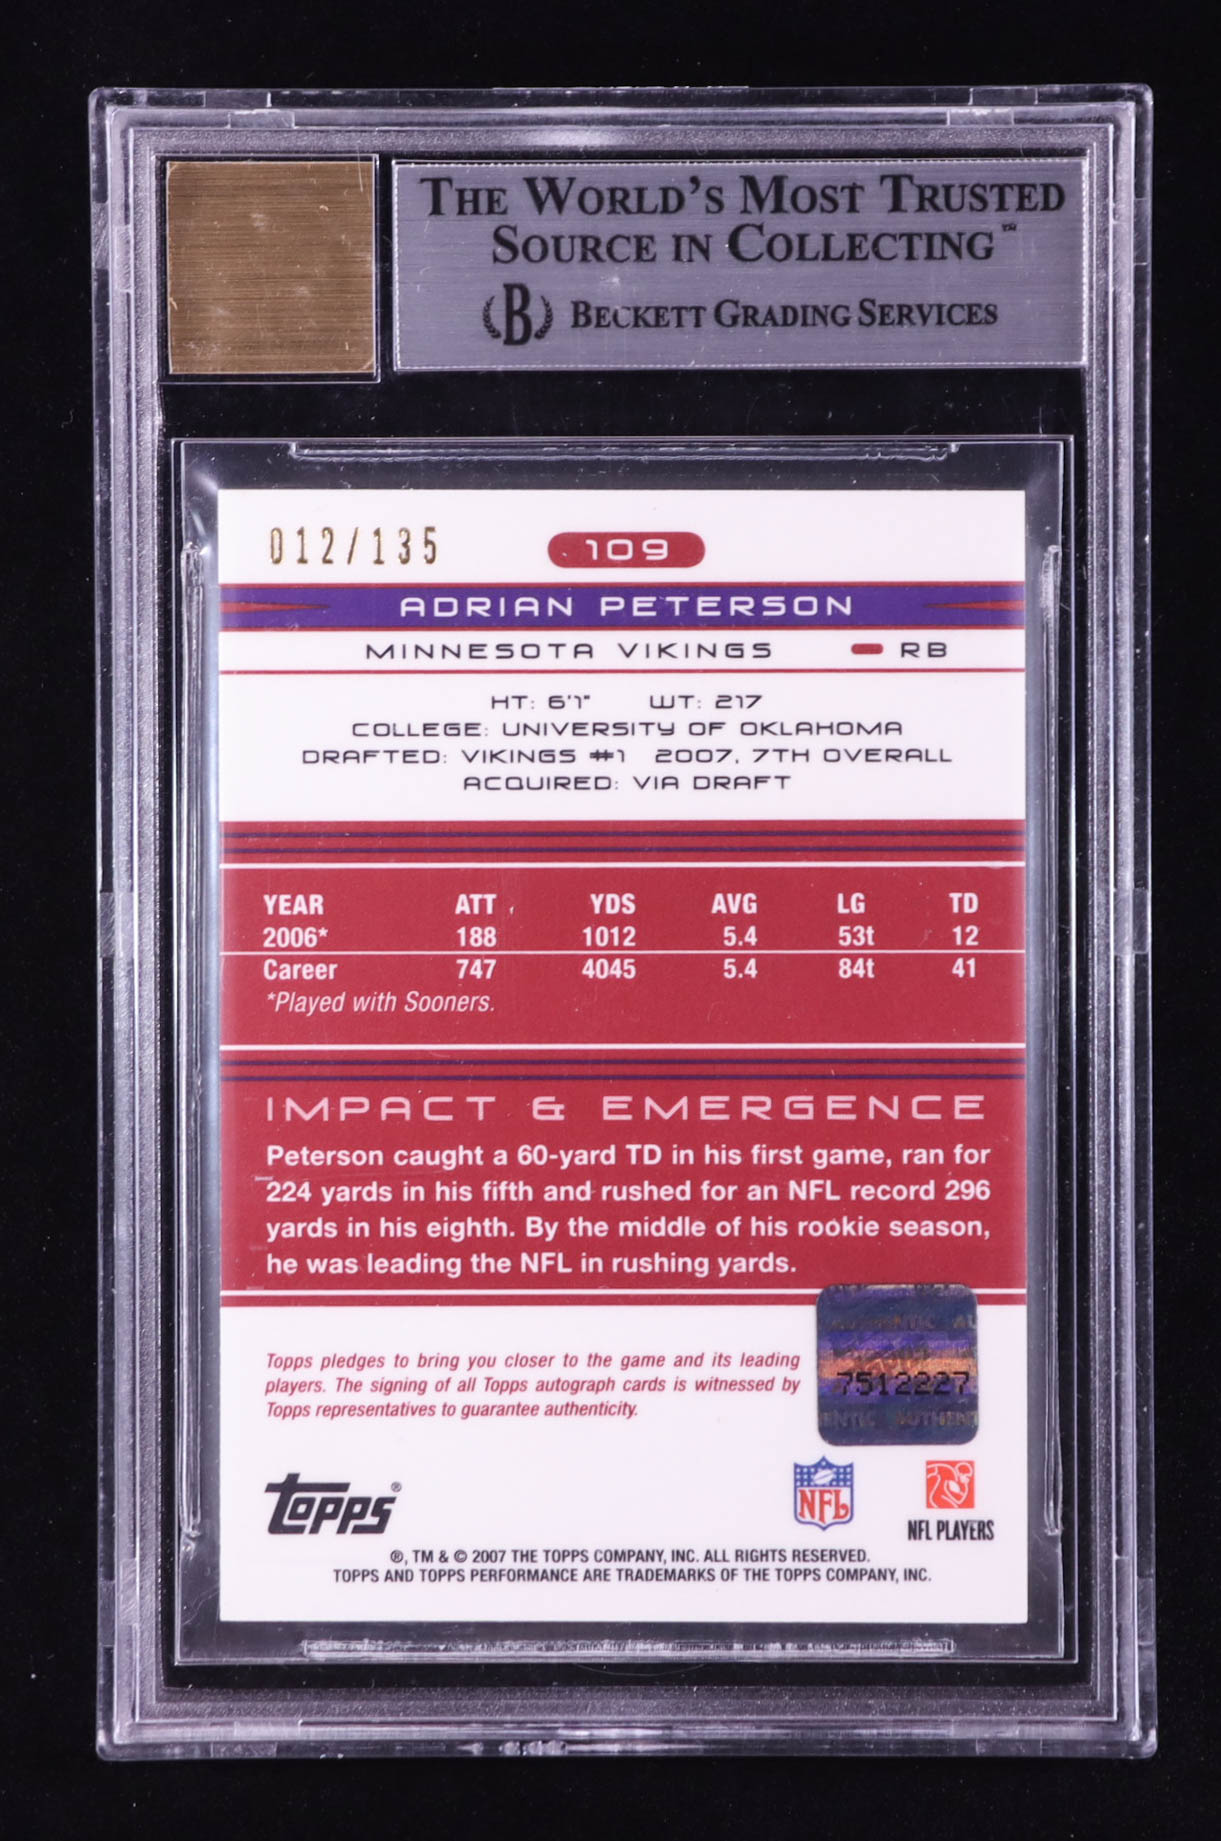 THE WORLD'S MOST TRUSTED
SOURCE IN COLLECTING™
B BECKETT GRADING SERVICES
012/135
109
ADRIAN PETERSON
MINNESOTA VIKINGS RB
HT: 6'1" WT: 217
COLLEGE: UNIVERSITY OF OKLAHOMA
DRAFTED: VIKINGS #1 2007, 7TH OVERALL
ACQUIRED: VIA DRAFT
YEAR ATT YDS AVG LG TD
2006* 188 1012 5.4 53t 12
Career 747 4045 5.4 84t 41
*Played with Sooners.
IMPACT & EMERGENCE
Peterson caught a 60-yard TD in his first game, ran for
224 yards in his fifth and rushed for an NFL record 296
yards in his eighth. By the middle of his rookie season,
he was leading the NFL in rushing yards.
Topps pledges to bring you closer to the game and its leading
players. The signing of all Topps autograph cards is witnessed by
Topps representatives to guarantee authenticity.
AUTHENTIC
7512227
topps®
NFL
NFL PLAYERS
®, TM & © 2007 THE TOPPS COMPANY, INC. ALL RIGHTS RESERVED.
TOPPS AND TOPPS PERFORMANCE ARE TRADEMARKS OF THE TOPPS COMPANY, INC.